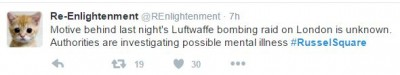 Re-Enlightenment @REnlightenment · 7h
Motive behind last night's Luftwaffe bombing raid on London is unknown.
Authorities are investigating possible mental illness #RusselSquare
19 20